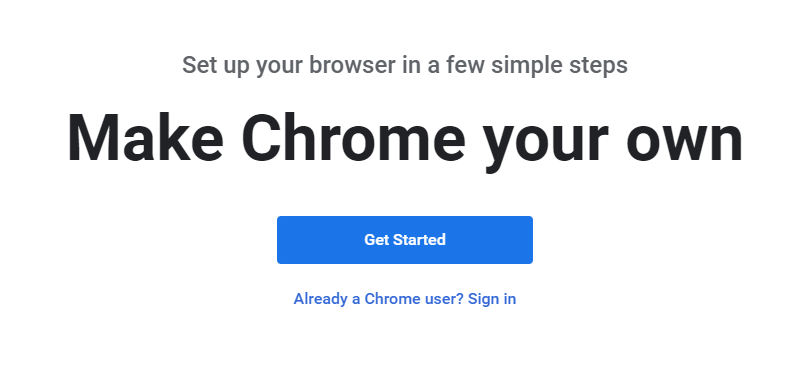 Set up your browser in a few simple steps
Make Chrome your own
Get Started
Already a Chrome user? Sign in